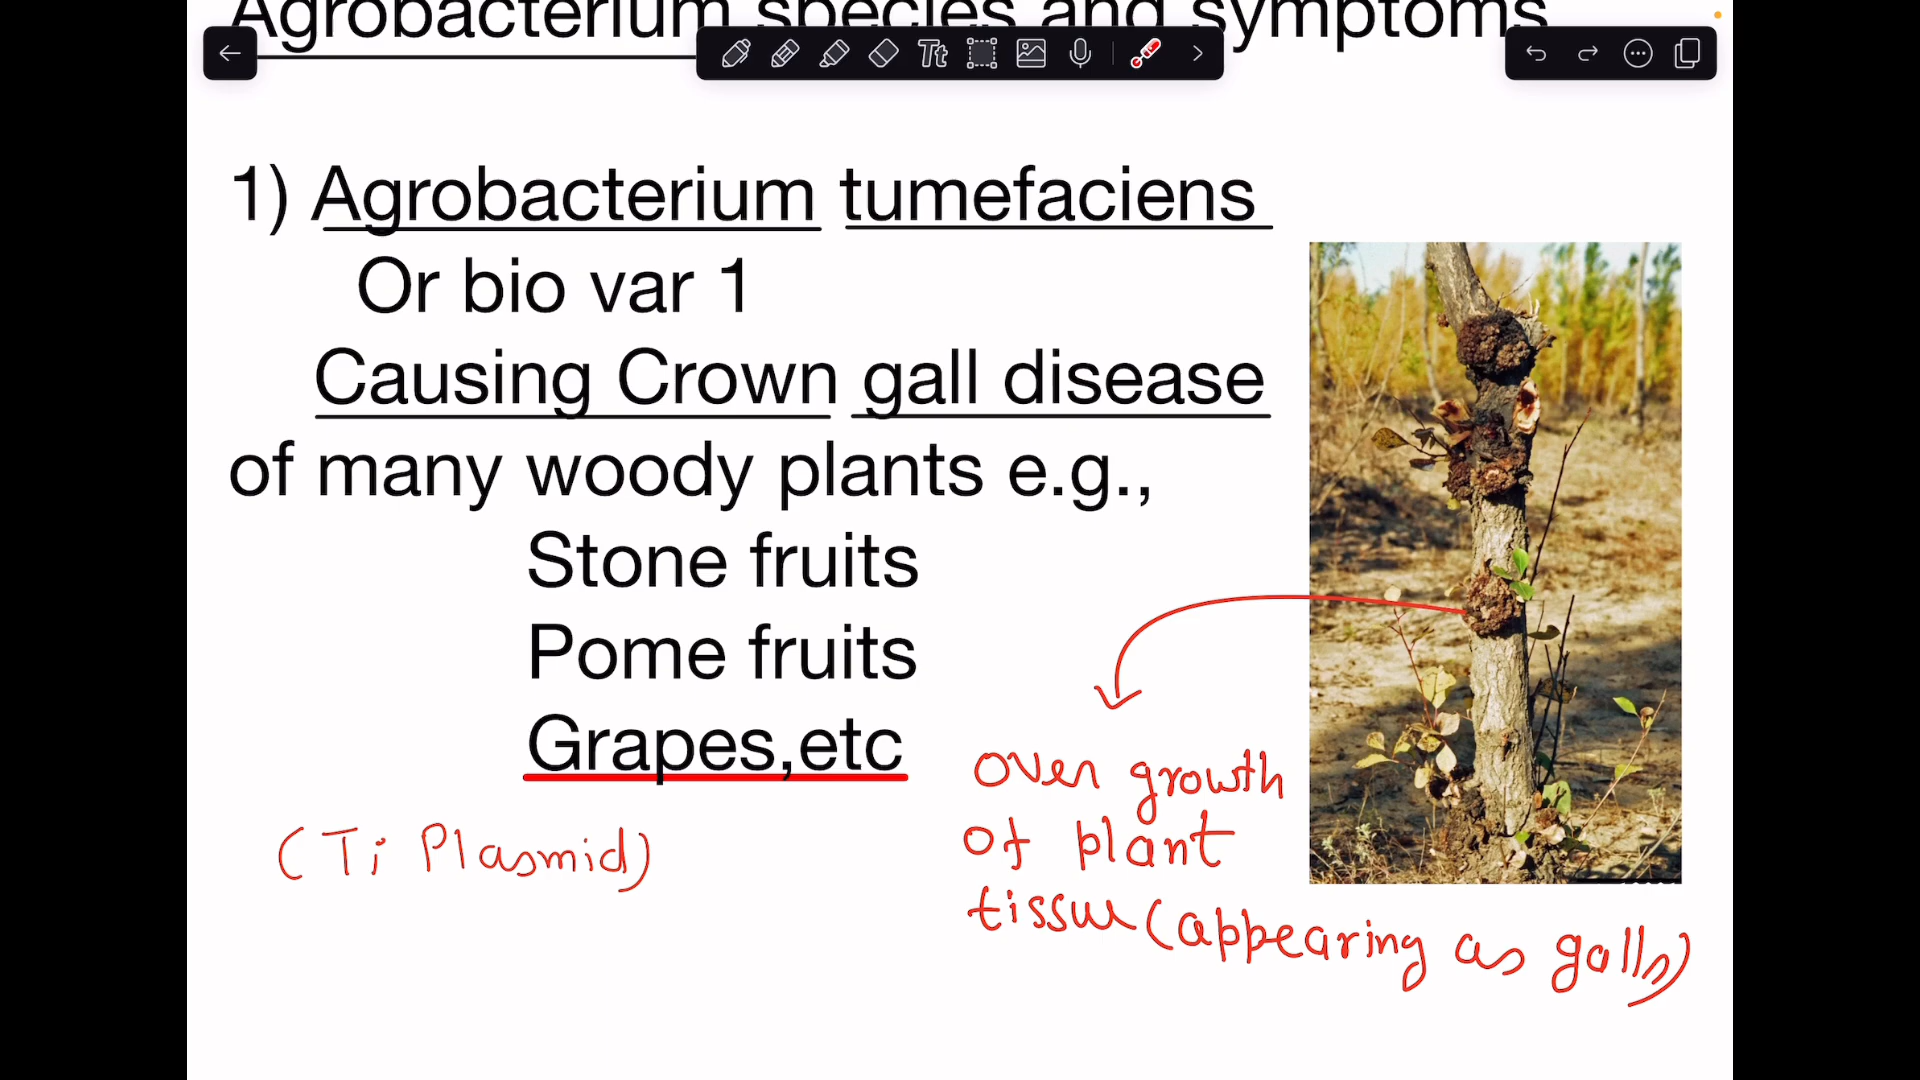 Agrobacterium species and symptoms
Tt
1) Agrobacterium tumefaciens
Or bio var 1
Causing Crown gall disease
of many woody plants e.g.,
Stone fruits
Pome fruits
Grapes,etc
(Ti Plasmid)
over growth
of plant
tissue (appearing as galls)